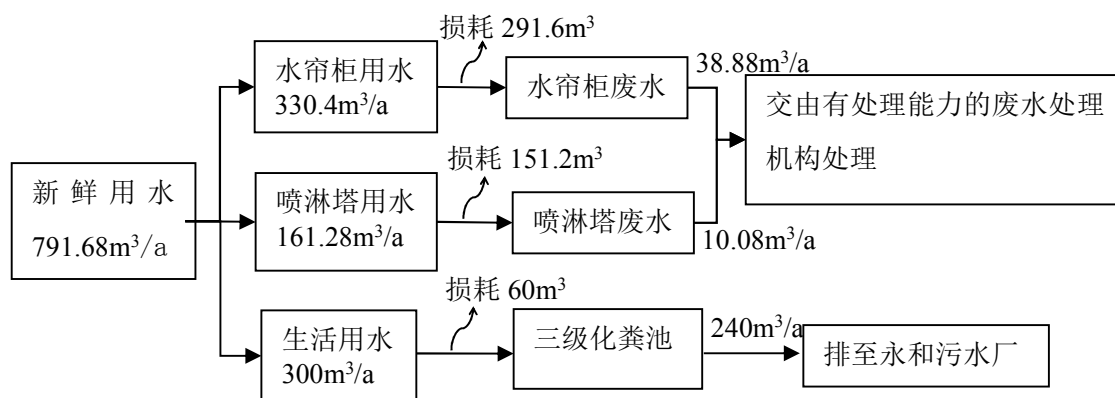 损耗 291.6m³
水帘柜用水
330.4m³/a
水帘柜废水
38.88m³/a
交由有处理能力的废水处理
机构处理
新鲜用水
791.68m³/a
损耗 151.2m³
喷淋塔用水
161.28m³/a
喷淋塔废水
10.08m³/a
损耗 60m³
生活用水
300m³/a
三级化粪池
240m³/a
排至永和污水厂